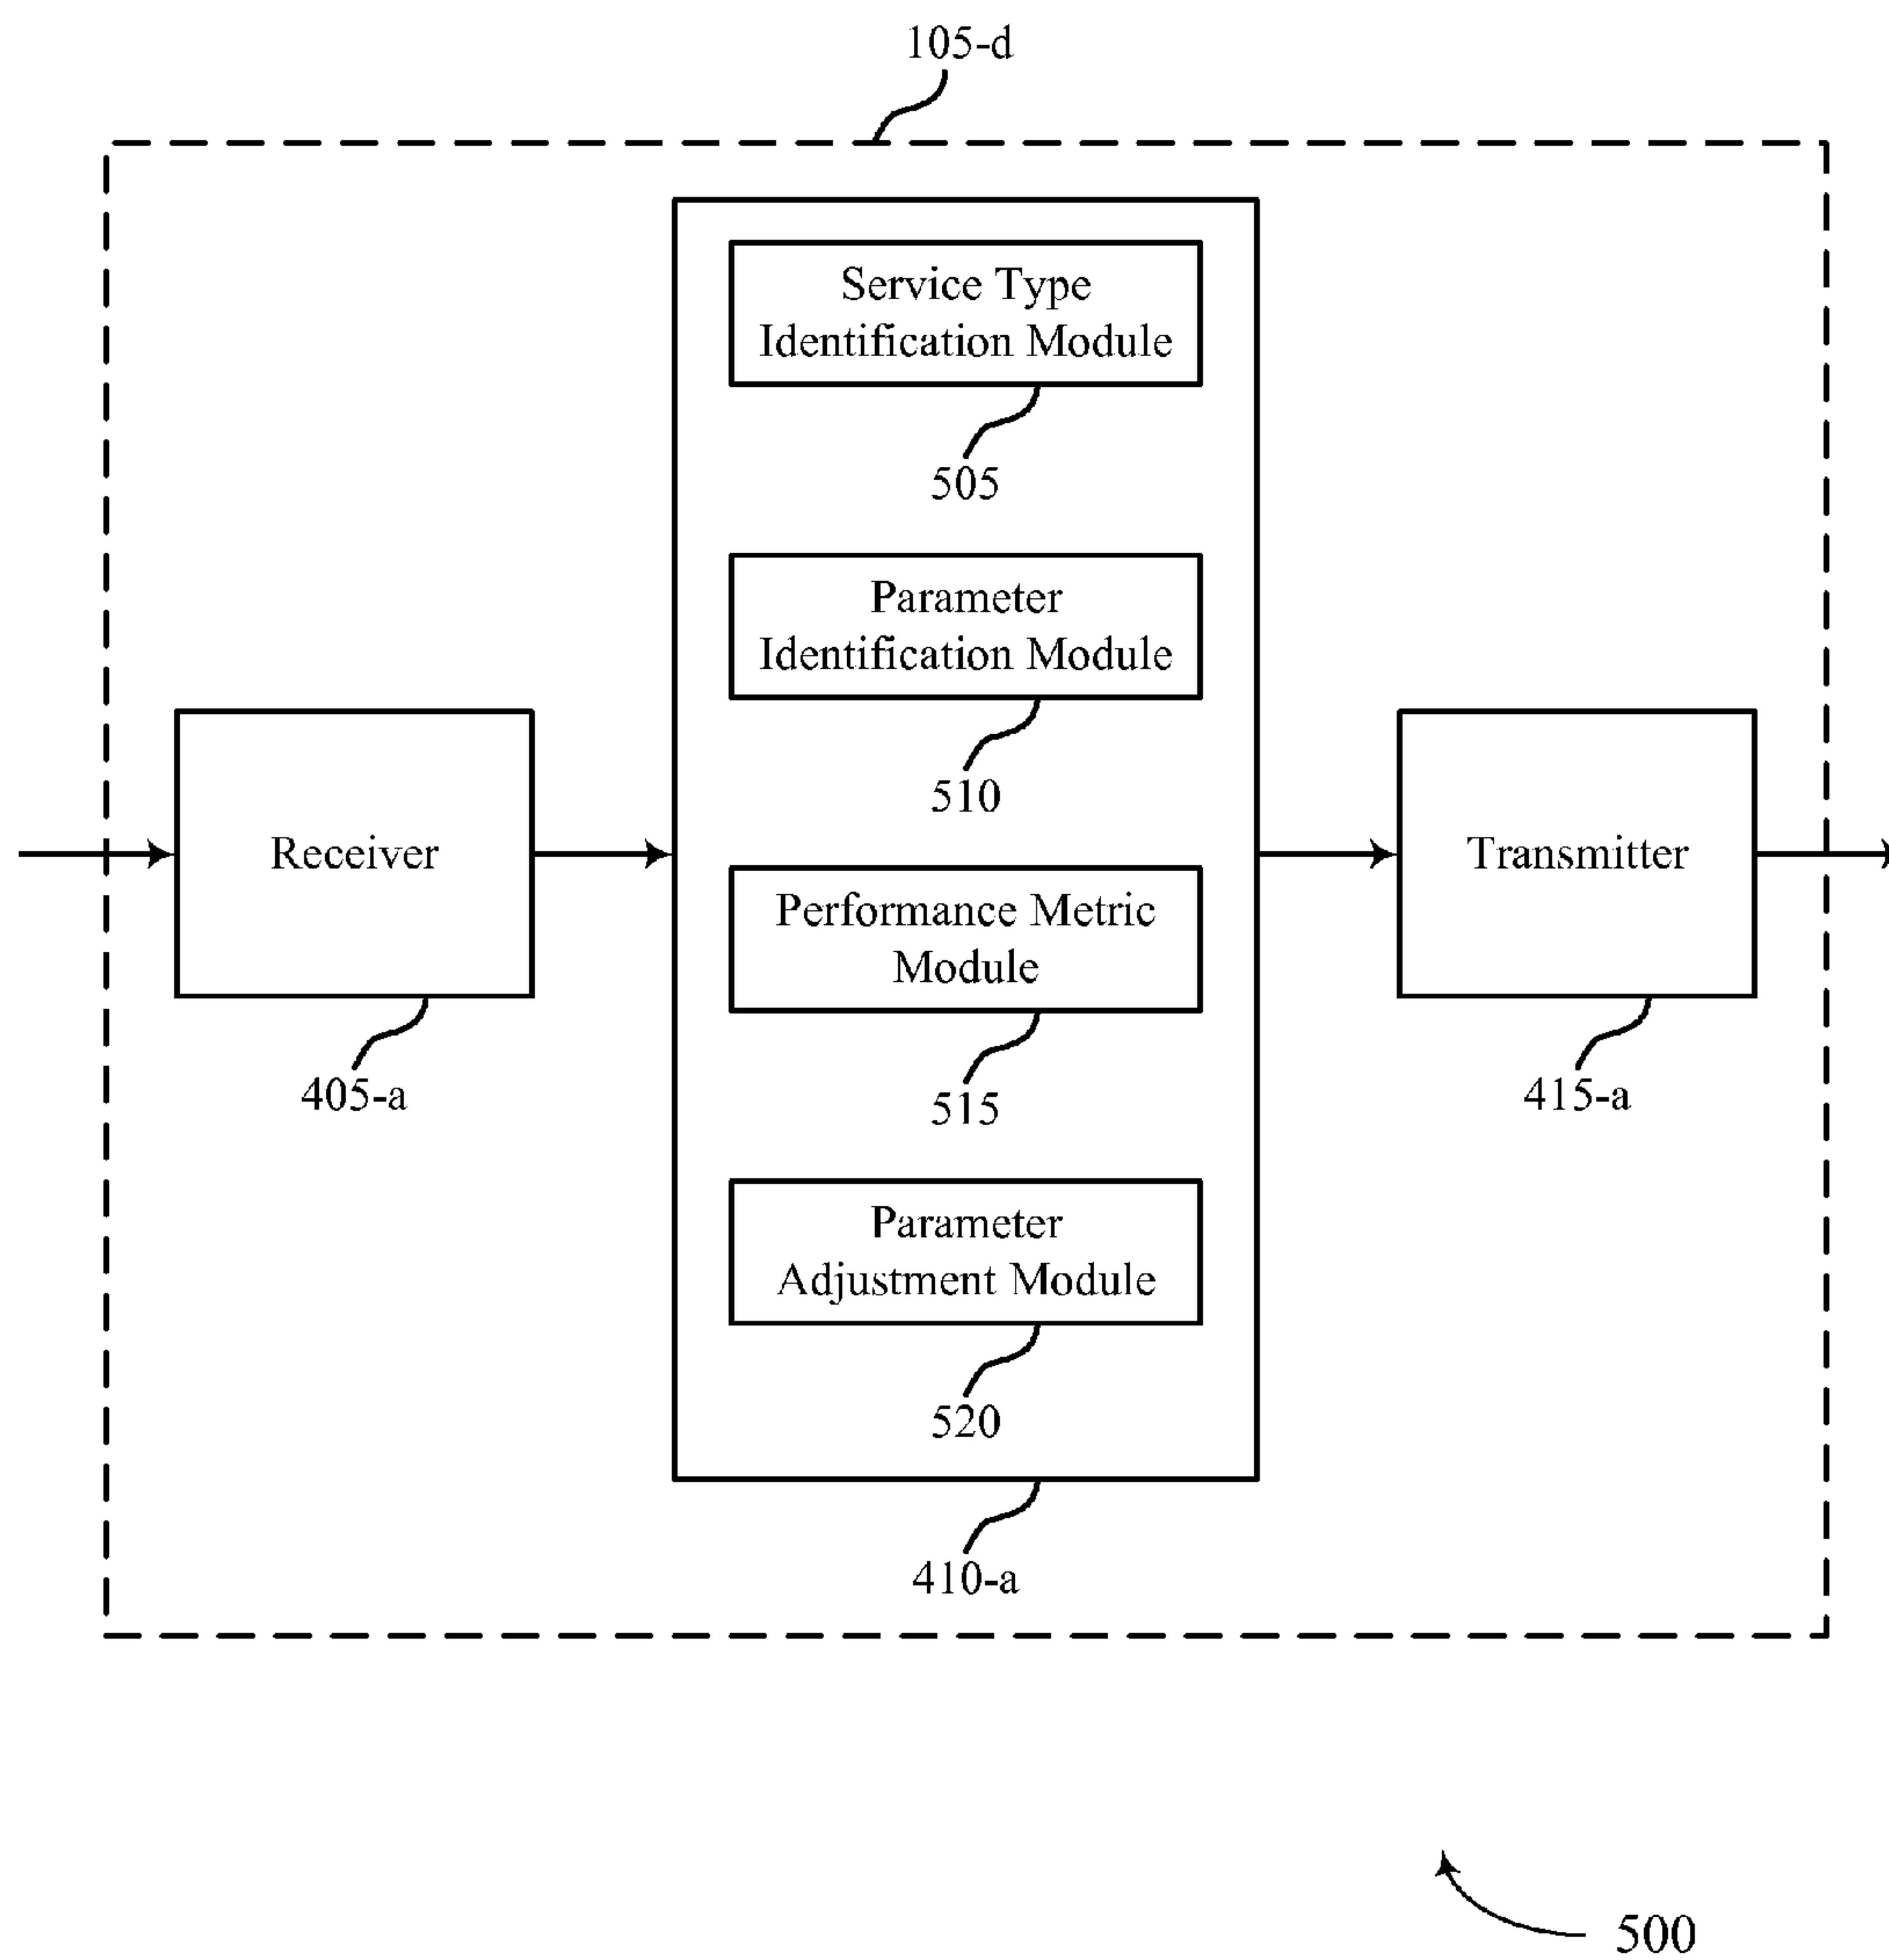 105-d
Service Type
Identification Module
505
Parameter
Identification Module
510
Receiver
405-a
Performance Metric
Module
515
Transmitter
415-a
Parameter
Adjustment Module
520
410-a
500